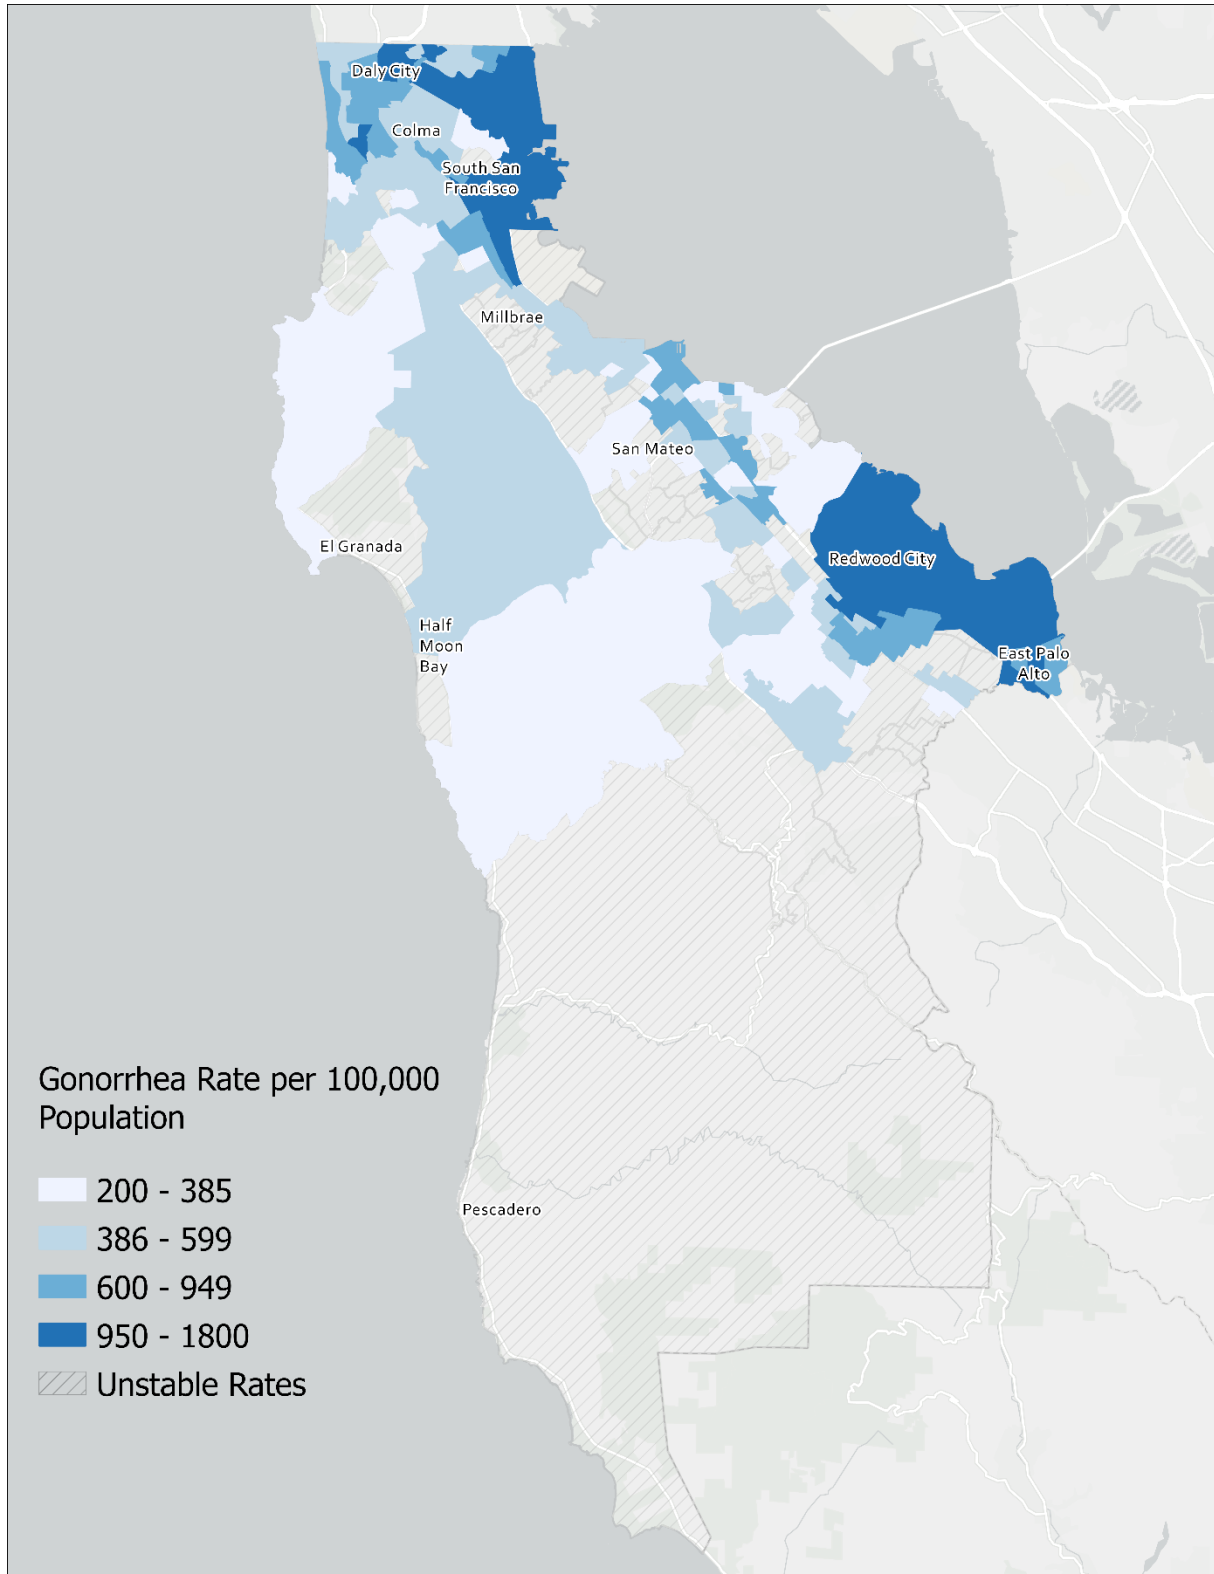 Daly City
Colma
South San
Francisco
Millbrae
San Mateo
El Granada
Redwood City
Half
Moon
Bay
East Palo
Alto
Gonorrhea Rate per 100,000
Population
200 - 385
386 - 599
600 - 949
950 - 1800
Unstable Rates
Pescadero